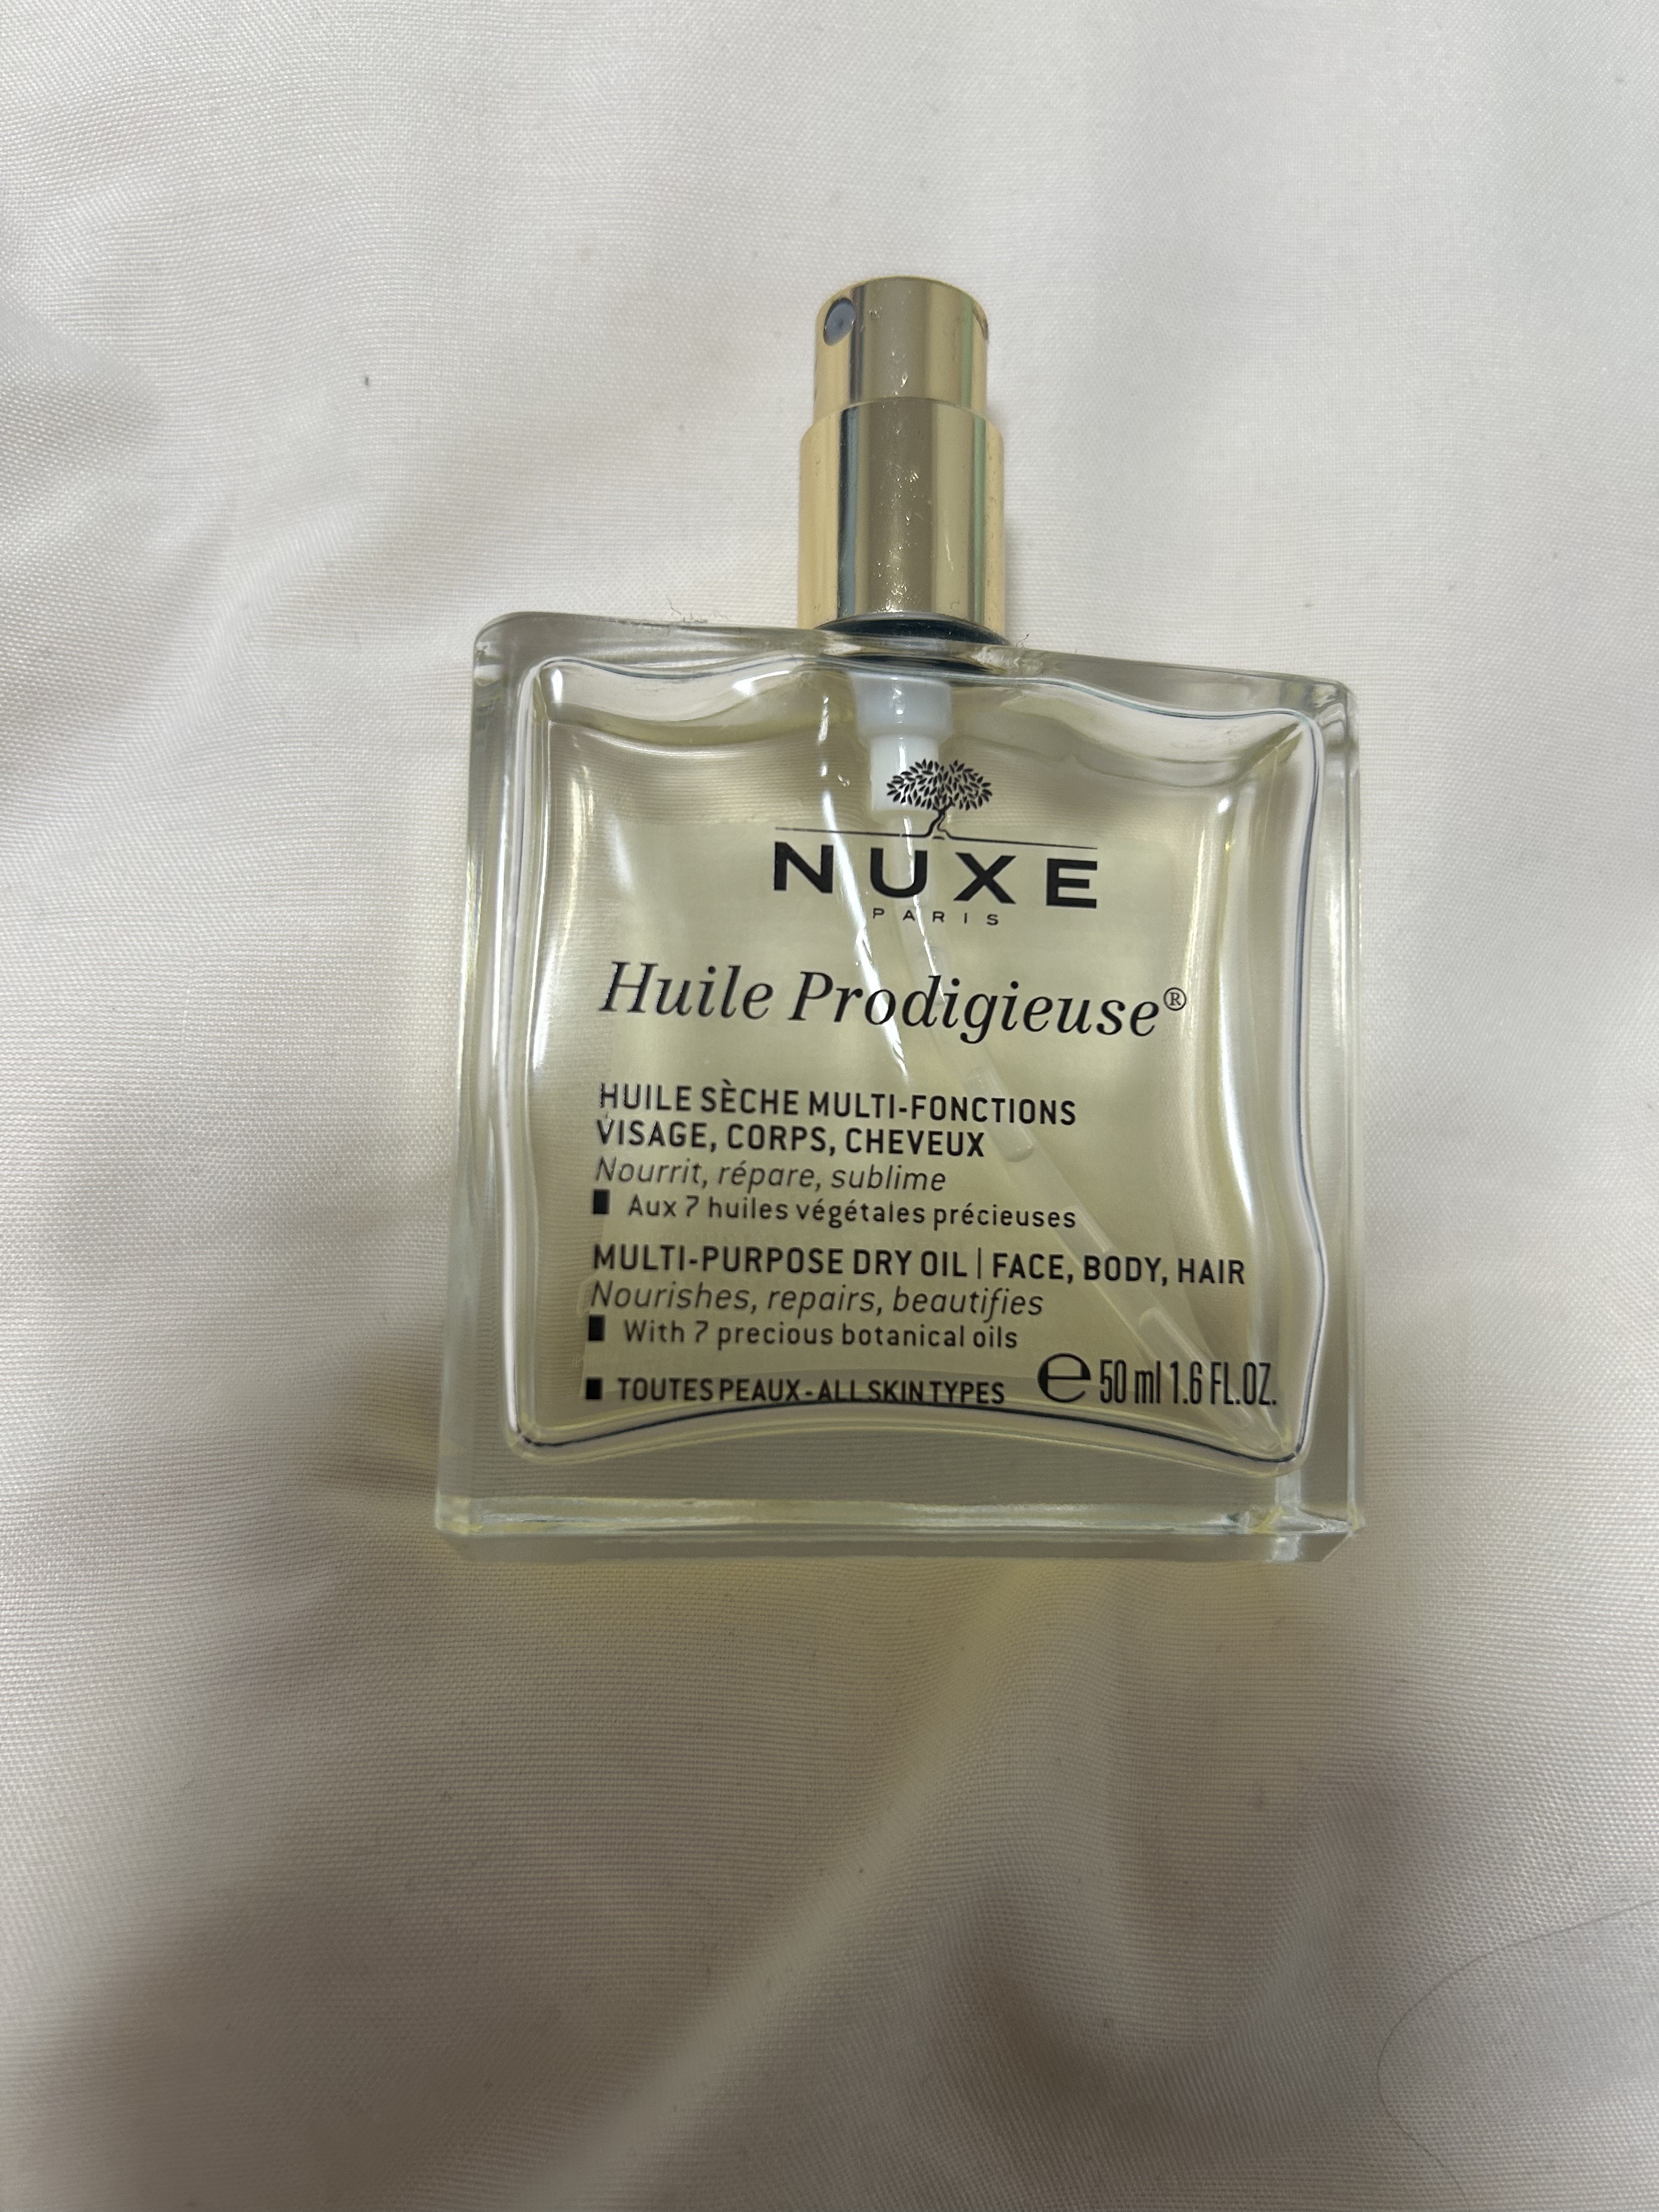 NUXE
PARIS
Huile Prodigieuse®
HUILE SÈCHE MULTI-FONCTIONS
VISAGE, CORPS, CHEVEUX
Nourrit, répare, sublime
■ Aux 7 huiles végétales précieuses
MULTI-PURPOSE DRY OIL | FACE, BODY, HAIR
Nourishes, repairs, beautifies
■ With 7 precious botanical oils
■ TOUTES PEAUX - ALL SKIN TYPES ℮ 50 ml 1.6 FL.OZ.